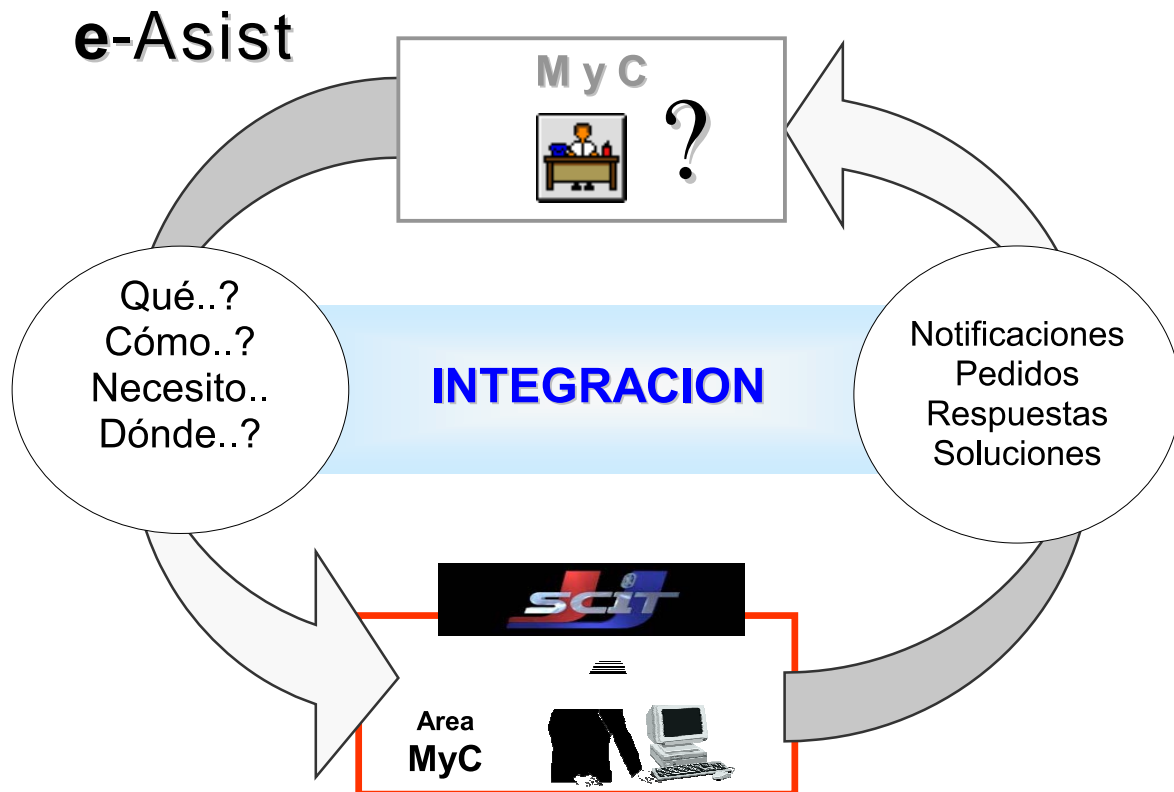 e-Asist
M y C
?
Qué..?
Cómo..?
Necesito..
Dónde..?
INTEGRACION
Notificaciones
Pedidos
Respuestas
Soluciones
SCIT
Area
MyC